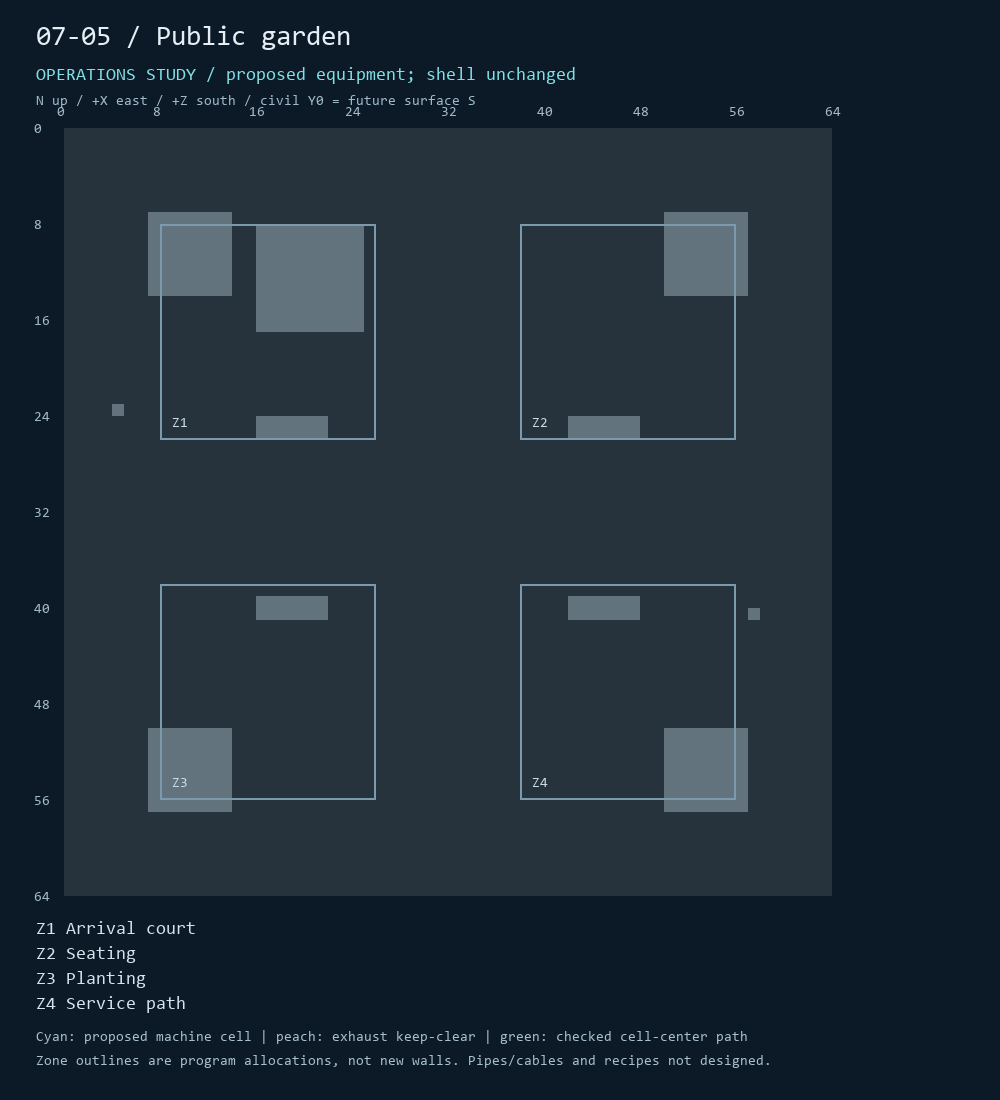 07-05 / Public garden
OPERATIONS STUDY / proposed equipment; shell unchanged
N up / +X east / +Z south / civil Y0 = future surface S
0 8 16 24 32 40 48 56 64
0
8
16
Z1 Z2
24
32
40
48
Z3 Z4
56
64
Z1 Arrival court
Z2 Seating
Z3 Planting
Z4 Service path
Cyan: proposed machine cell | peach: exhaust keep-clear | green: checked cell-center path
Zone outlines are program allocations, not new walls. Pipes/cables and recipes not designed.